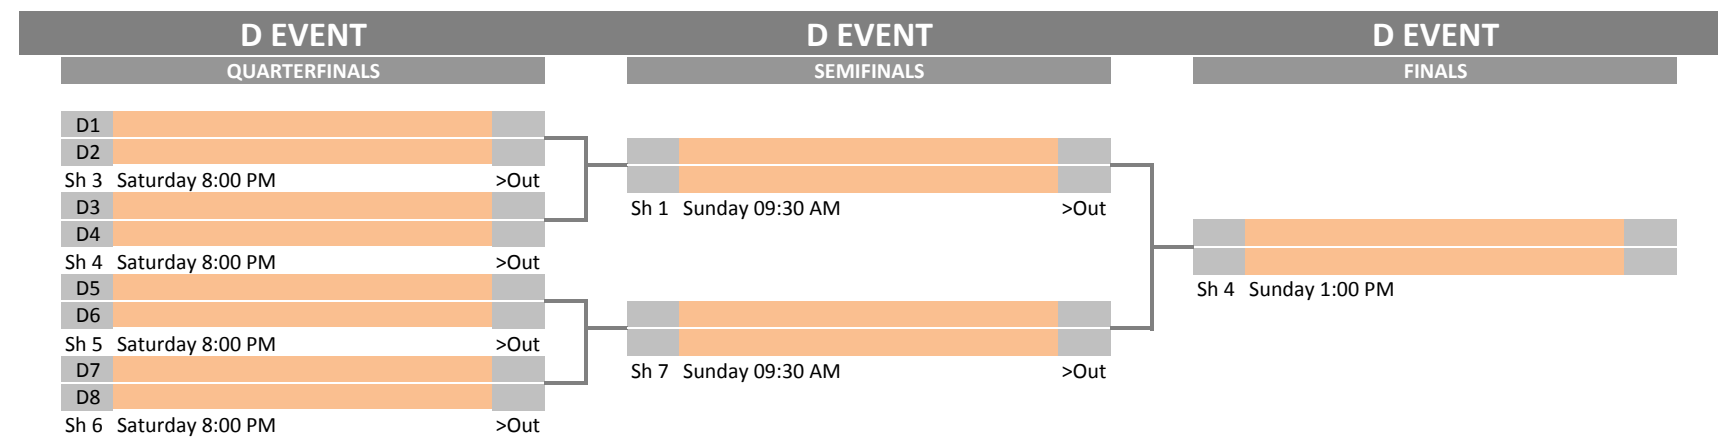 D EVENT D EVENT D EVENT
QUARTERFINALS SEMIFINALS FINALS
D1
D2
Sh 3 Saturday 8:00 PM >Out
D3
D4
Sh 4 Saturday 8:00 PM >Out
D5
D6
Sh 5 Saturday 8:00 PM >Out
D7
D8
Sh 6 Saturday 8:00 PM >Out
Sh 1 Sunday 09:30 AM >Out
Sh 7 Sunday 09:30 AM >Out
Sh 4 Sunday 1:00 PM